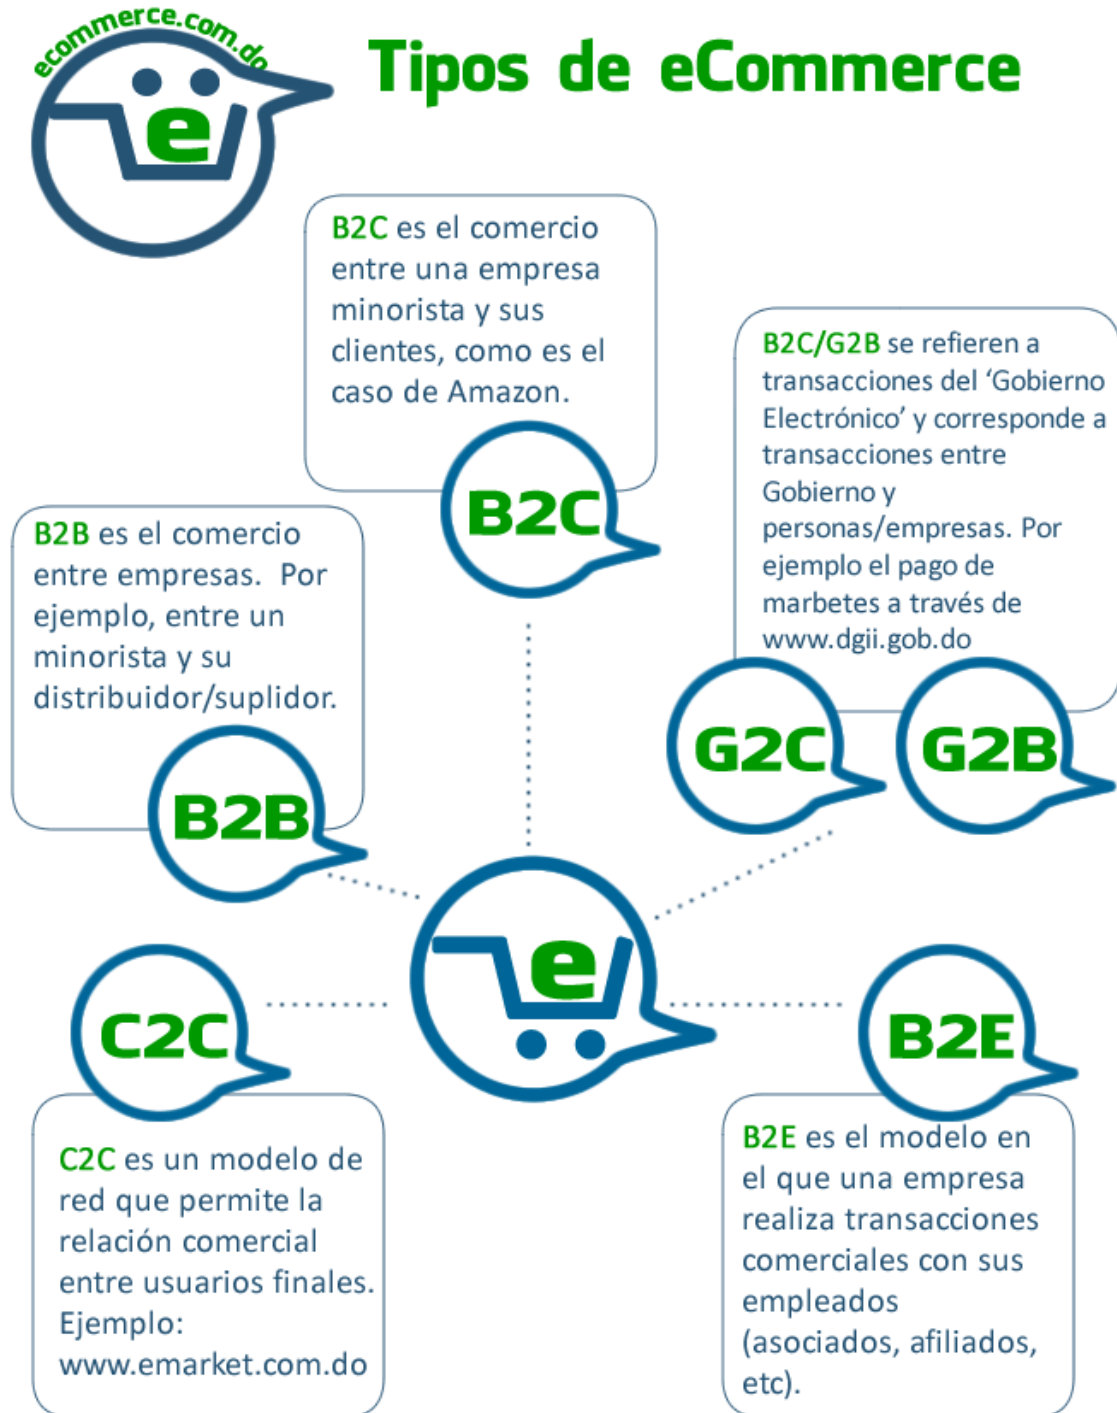 ecommerce.com.do
Tipos de eCommerce
e
B2C es el comercio
entre una empresa
minorista y sus
clientes, como es el
caso de Amazon.
B2C
B2C/G2B se refieren a
transacciones del ‘Gobierno
Electrónico’ y corresponde a
transacciones entre
Gobierno y
personas/empresas. Por
ejemplo el pago de
marbetes a través de
www.dgii.gob.do
G2C
G2B
B2B es el comercio
entre empresas.  Por
ejemplo, entre un
minorista y su
distribuidor/suplidor.
B2B
e
C2C
C2C es un modelo de
red que permite la
relación comercial
entre usuarios finales.
Ejemplo:
www.emarket.com.do
B2E
B2E es el modelo en
el que una empresa
realiza transacciones
comerciales con sus
empleados
(asociados, afiliados,
etc).